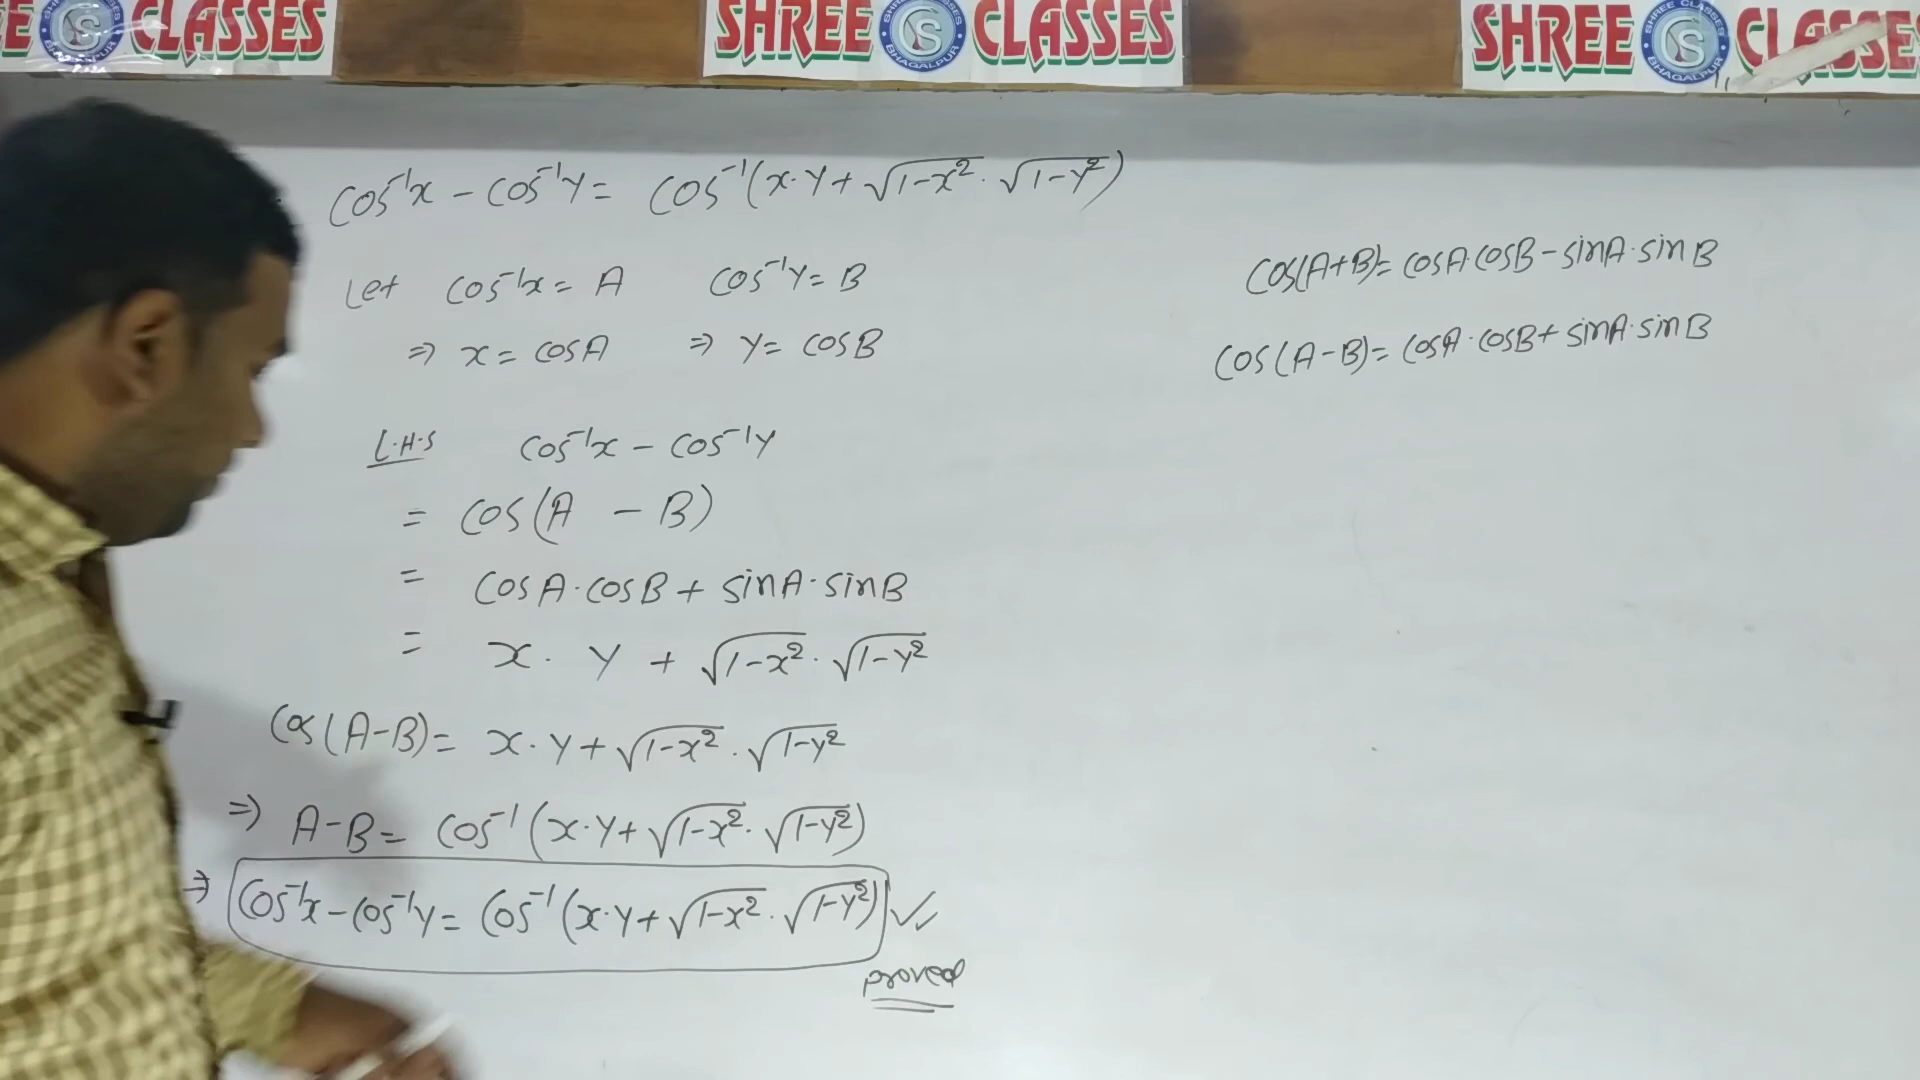 EE CLASSES SHREE CLASSES SHREE CLASSES
cos⁻¹x - cos⁻¹y = cos⁻¹(x·y + √1-x² · √1-y²)
Let cos⁻¹x = A cos⁻¹y = B
⇒ x = cosA ⇒ y = cosB
cos(A+B) = cosA·cosB - sinA·sinB
cos(A-B) = cosA·cosB + sinA·sinB
L.H.S cos⁻¹x - cos⁻¹y
= cos(A - B)
= cosA·cosB + sinA·sinB
= x · y + √1-x² · √1-y²
cos(A-B) = x·y + √1-x² · √1-y²
⇒ A-B = cos⁻¹(x·y + √1-x² · √1-y²)
⇒ cos⁻¹x - cos⁻¹y = cos⁻¹(x·y + √1-x² · √1-y²)
proved